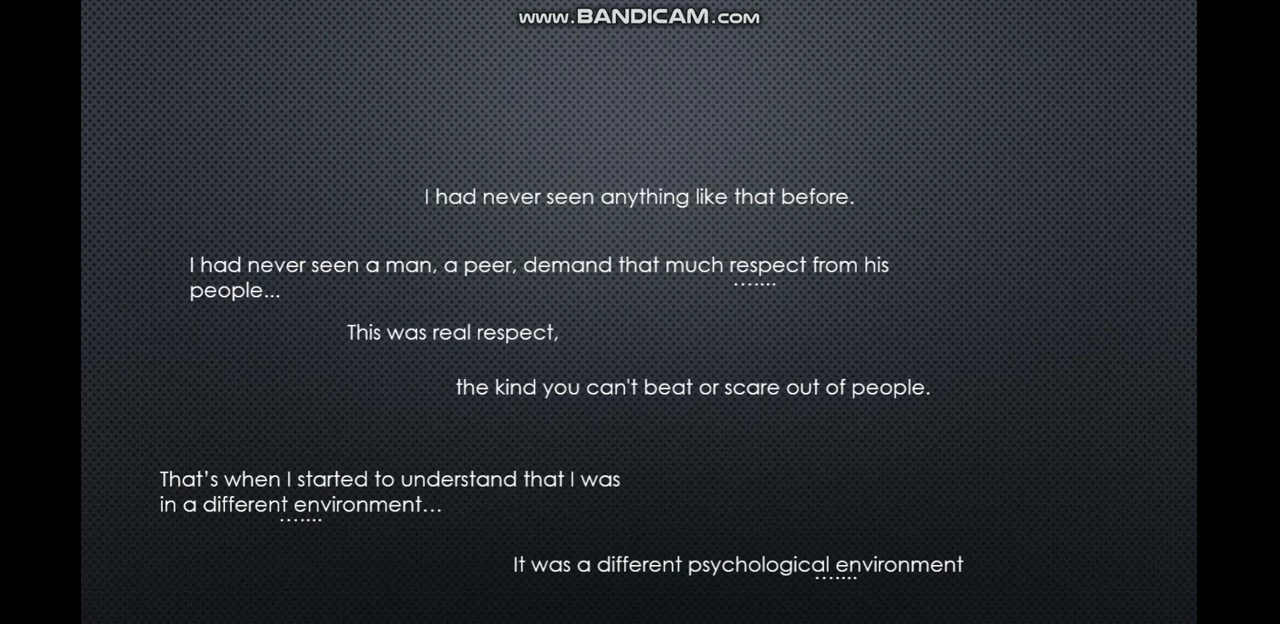 www.BANDICAM.com
I had never seen anything like that before.
I had never seen a man, a peer, demand that much respect from his
people...
This was real respect,
the kind you can't beat or scare out of people.
That’s when I started to understand that I was
in a different environment…
It was a different psychological environment